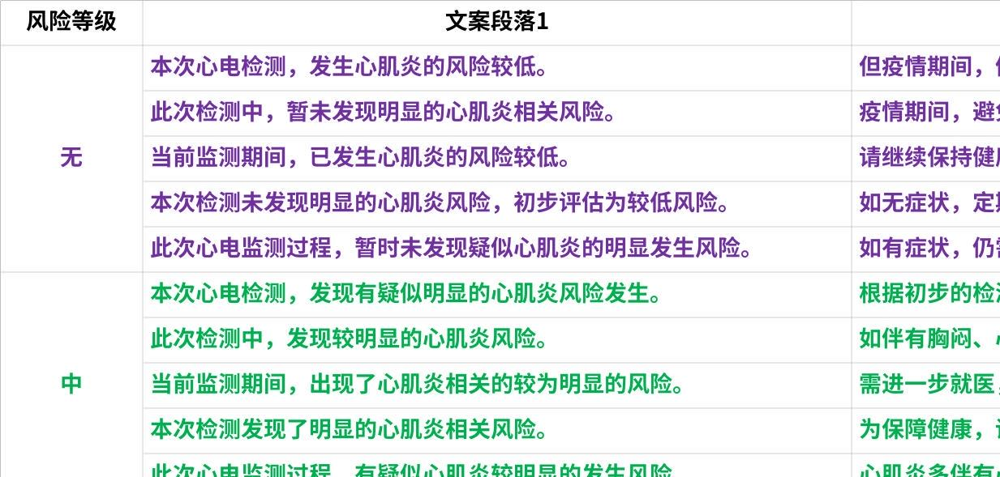 风险等级 文案段落1
本次心电检测，发生心肌炎的风险较低。 但疫情期间，
此次检测中，暂未发现明显的心肌炎相关风险。 疫情期间，避
无 当前监测期间，已发生心肌炎的风险较低。 请继续保持健
本次检测未发现明显的心肌炎风险，初步评估为较低风险。 如无症状，定
此次心电监测过程，暂时未发现疑似心肌炎的明显发生风险。 如有症状，仍
本次心电检测，发现有疑似明显的心肌炎风险发生。 根据初步的检
此次检测中，发现较明显的心肌炎风险。 如伴有胸闷、
中 当前监测期间，出现了心肌炎相关的较为明显的风险。 需进一步就医
本次检测发现了明显的心肌炎相关风险。 为保障健康，
此次心电监测过程，有疑似心肌炎较明显的发生风险 心肌炎多伴有